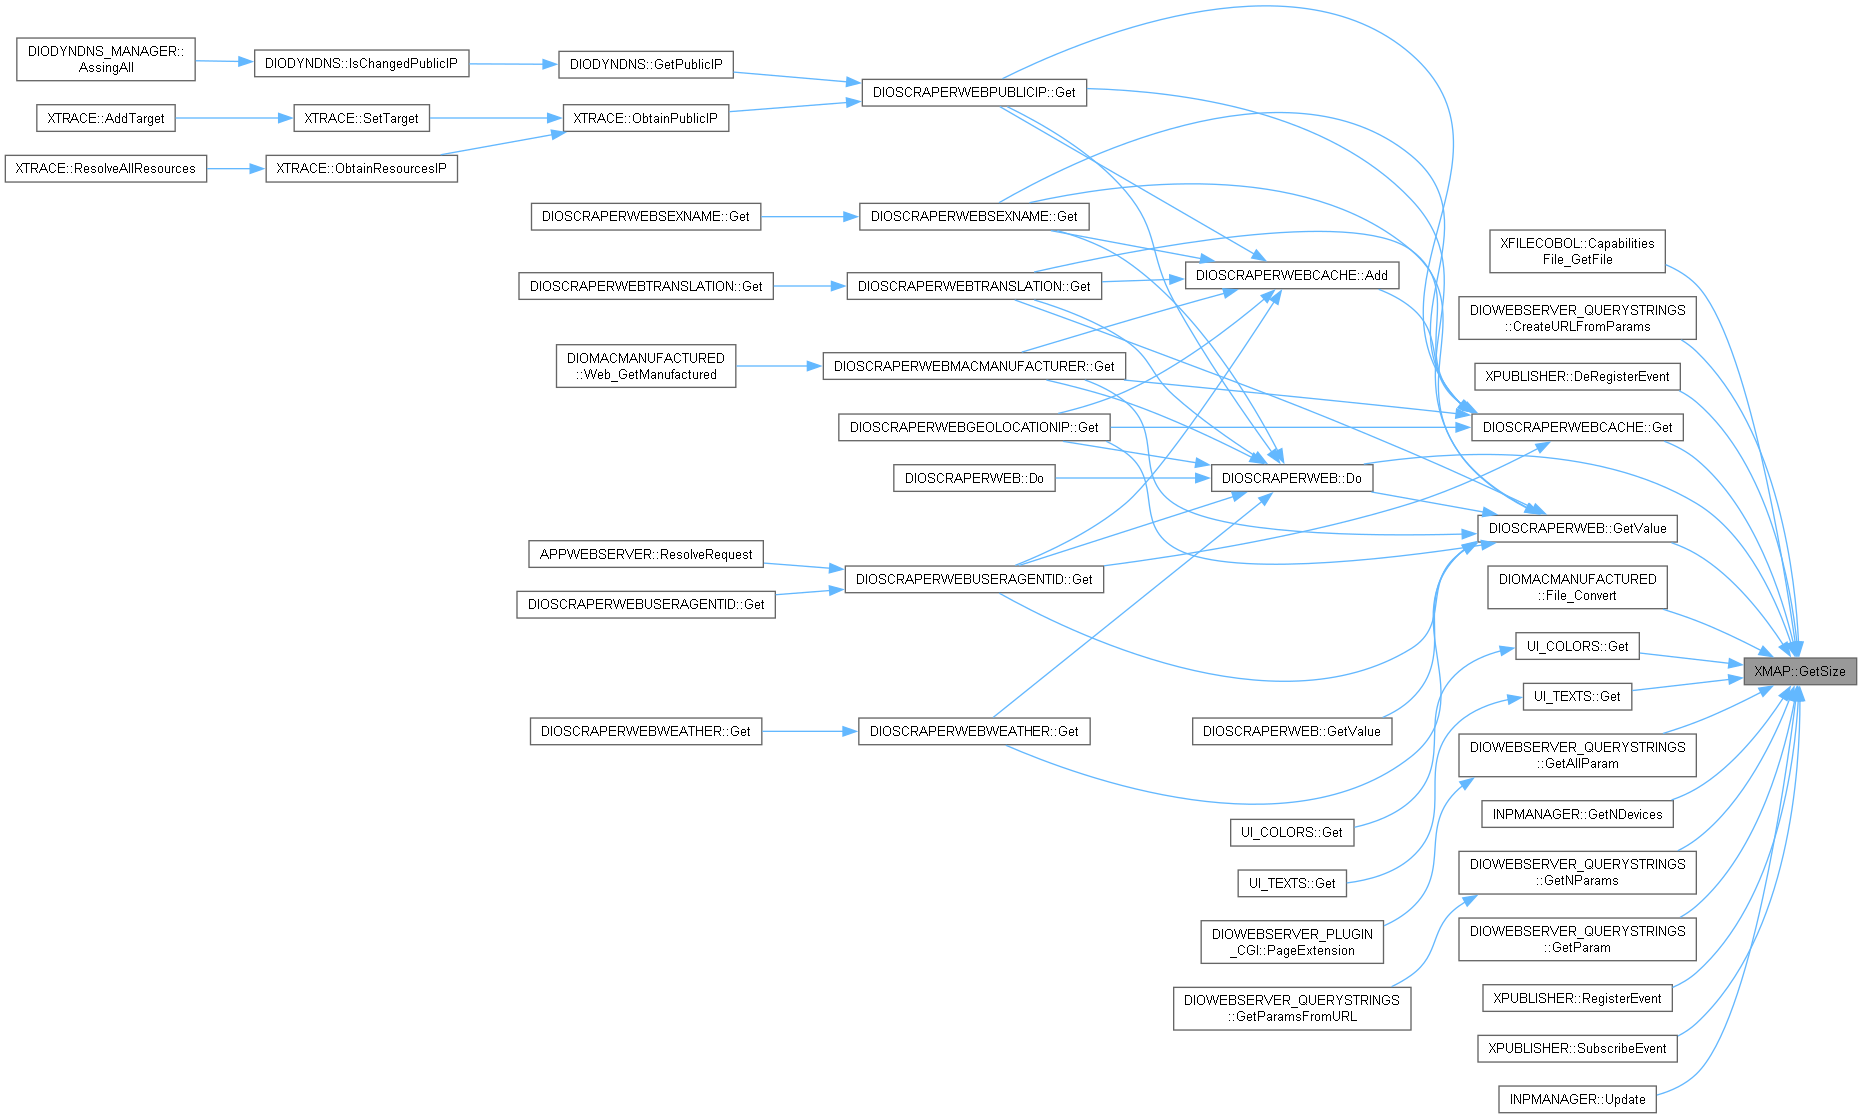 DIODYNDNS_MANAGER::
AssingAll
DIODYNDNS::IsChangedPublicIP
DIODYNDNS::GetPublicIP
DIOSCRAPERWEBPUBLICIP::Get
XTRACE::AddTarget
XTRACE::SetTarget
XTRACE::ObtainPublicIP
XTRACE::ResolveAllResources
XTRACE::ObtainResourcesIP
DIOSCRAPERWEBSEXNAME::Get
DIOSCRAPERWEBSEXNAME::Get
DIOSCRAPERWEBTRANSLATION::Get
DIOSCRAPERWEBTRANSLATION::Get
DIOSCRAPERWEBCACHE::Add
DIOMACMANUFACTURED
::Web_GetManufactured
DIOSCRAPERWEBMACMANUFACTURER::Get
DIOSCRAPERWEBGEOLOCATIONIP::Get
DIOSCRAPERWEB::Do
DIOSCRAPERWEB::Do
APPWEBSERVER::ResolveRequest
DIOSCRAPERWEBUSERAGENTID::Get
DIOSCRAPERWEBUSERAGENTID::Get
DIOSCRAPERWEBWEATHER::Get
DIOSCRAPERWEBWEATHER::Get
DIOSCRAPERWEB::GetValue
UI_COLORS::Get
UI_TEXTS::Get
DIOWEBSERVER_PLUGIN
_CGI::PageExtension
DIOWEBSERVER_QUERYSTRINGS
::GetParamsFromURL
XFILECOBOL::Capabilities
File_GetFile
DIOWEBSERVER_QUERYSTRINGS
::CreateURLFromParams
XPUBLISHER::DeRegisterEvent
DIOSCRAPERWEBCACHE::Get
DIOSCRAPERWEB::GetValue
DIOMACMANUFACTURED
::File_Convert
UI_COLORS::Get
UI_TEXTS::Get
DIOWEBSERVER_QUERYSTRINGS
::GetAllParam
INPMANAGER::GetNDevices
DIOWEBSERVER_QUERYSTRINGS
::GetNParams
DIOWEBSERVER_QUERYSTRINGS
::GetParam
XPUBLISHER::RegisterEvent
XPUBLISHER::SubscribeEvent
INPMANAGER::Update
XMAP::GetSize